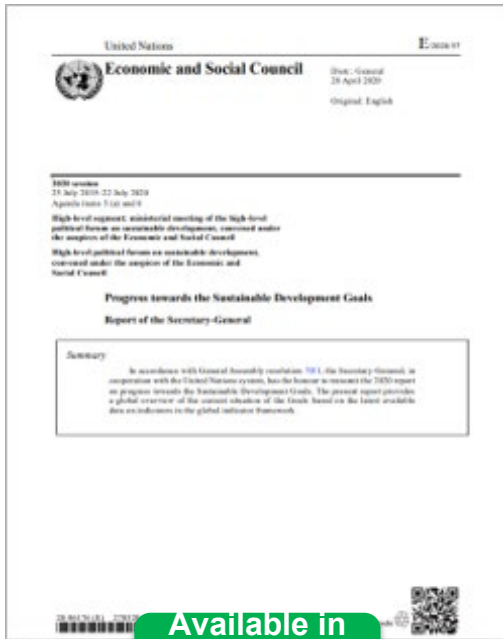 United Nations
E/2020/57
Economic and Social Council
Distr.: General
28 April 2020
Original: English
2020 session
25 July 2019–22 July 2020
Agenda items 5 (a) and 6
High-level segment: ministerial meeting of the high-level
political forum on sustainable development, convened under
the auspices of the Economic and Social Council
High-level political forum on sustainable development,
convened under the auspices of the Economic and
Social Council
Progress towards the Sustainable Development Goals
Report of the Secretary-General
Summary
In accordance with General Assembly resolution 70/1, the Secretary-General, in
cooperation with the United Nations system, has the honour to transmit the 2020 report
on progress towards the Sustainable Development Goals. The present report provides
a global overview of the current situation of the Goals based on the latest available
data on indicators in the global indicator framework.
Available in